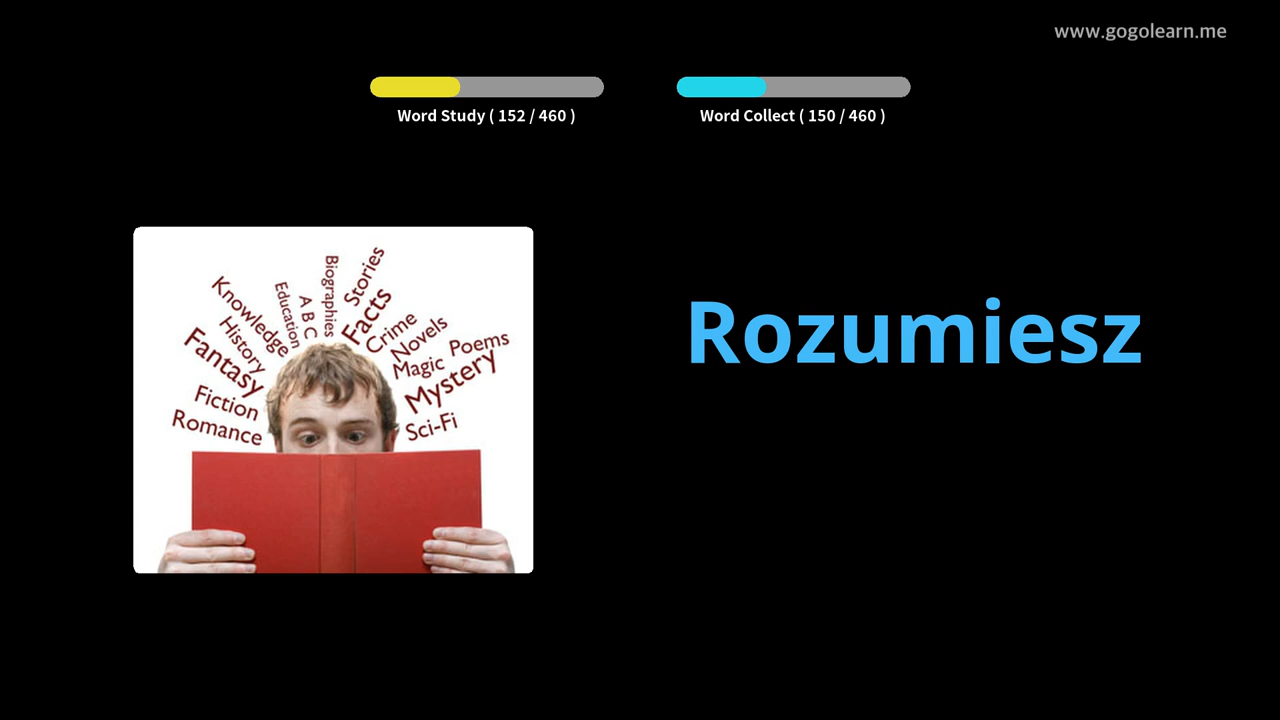 www.gogolearn.me
Word Study ( 152 / 460 )
Word Collect ( 150 / 460 )
Rozumiesz
Biographies
Stories
Education
A B C
Facts
Knowledge
Crime
History
Novels
Fantasy
Magic
Poems
Mystery
Fiction
Romance
Sci-Fi